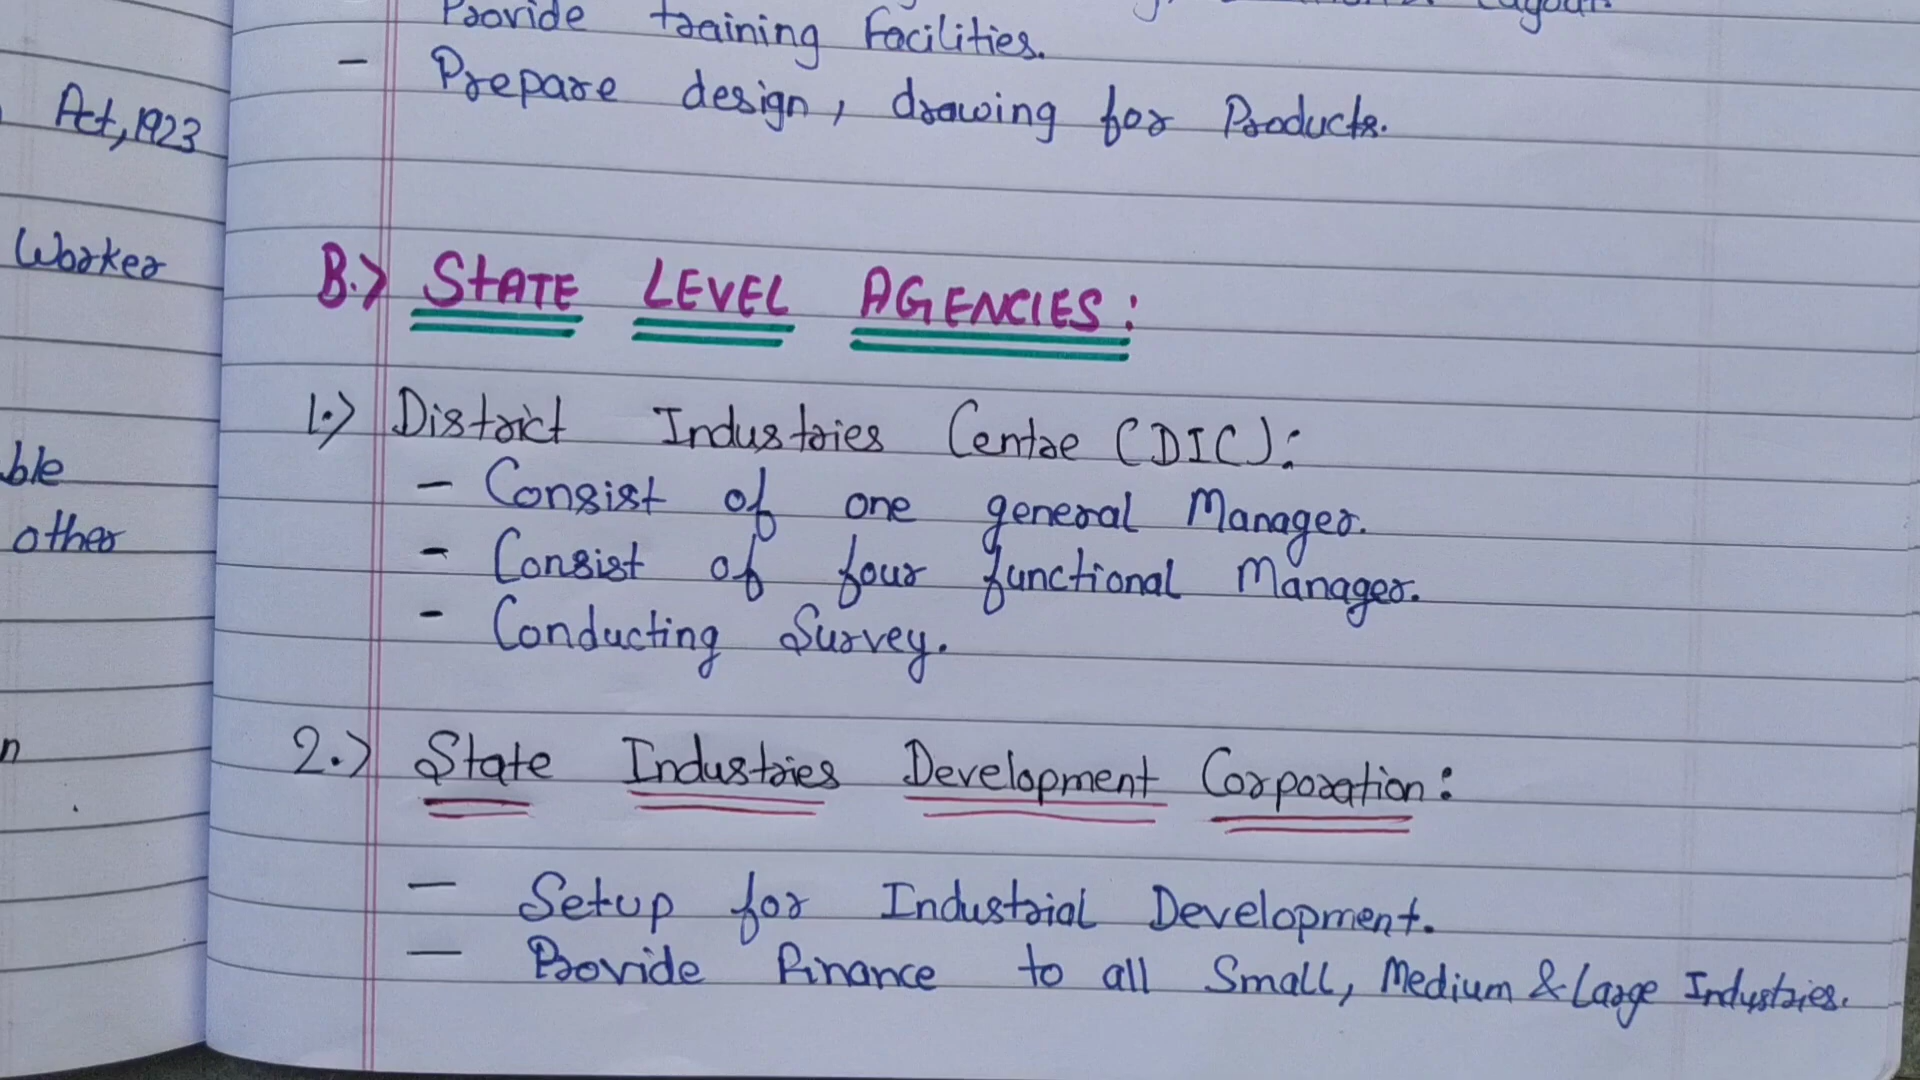 Layout
Provide training facilities.
- Prepare design, drawing for Products.
B.) STATE LEVEL AGENCIES:
1.) District Industries Centre (DIC):
- Consist of one general Manager.
- Consist of four functional Manager.
- Conducting Survey.
2.) State Industries Development Corporation:
- Setup for Industrial Development.
- Provide Finance to all Small, Medium & Large Industries.
Act, 1923
Worker
ble
other
n